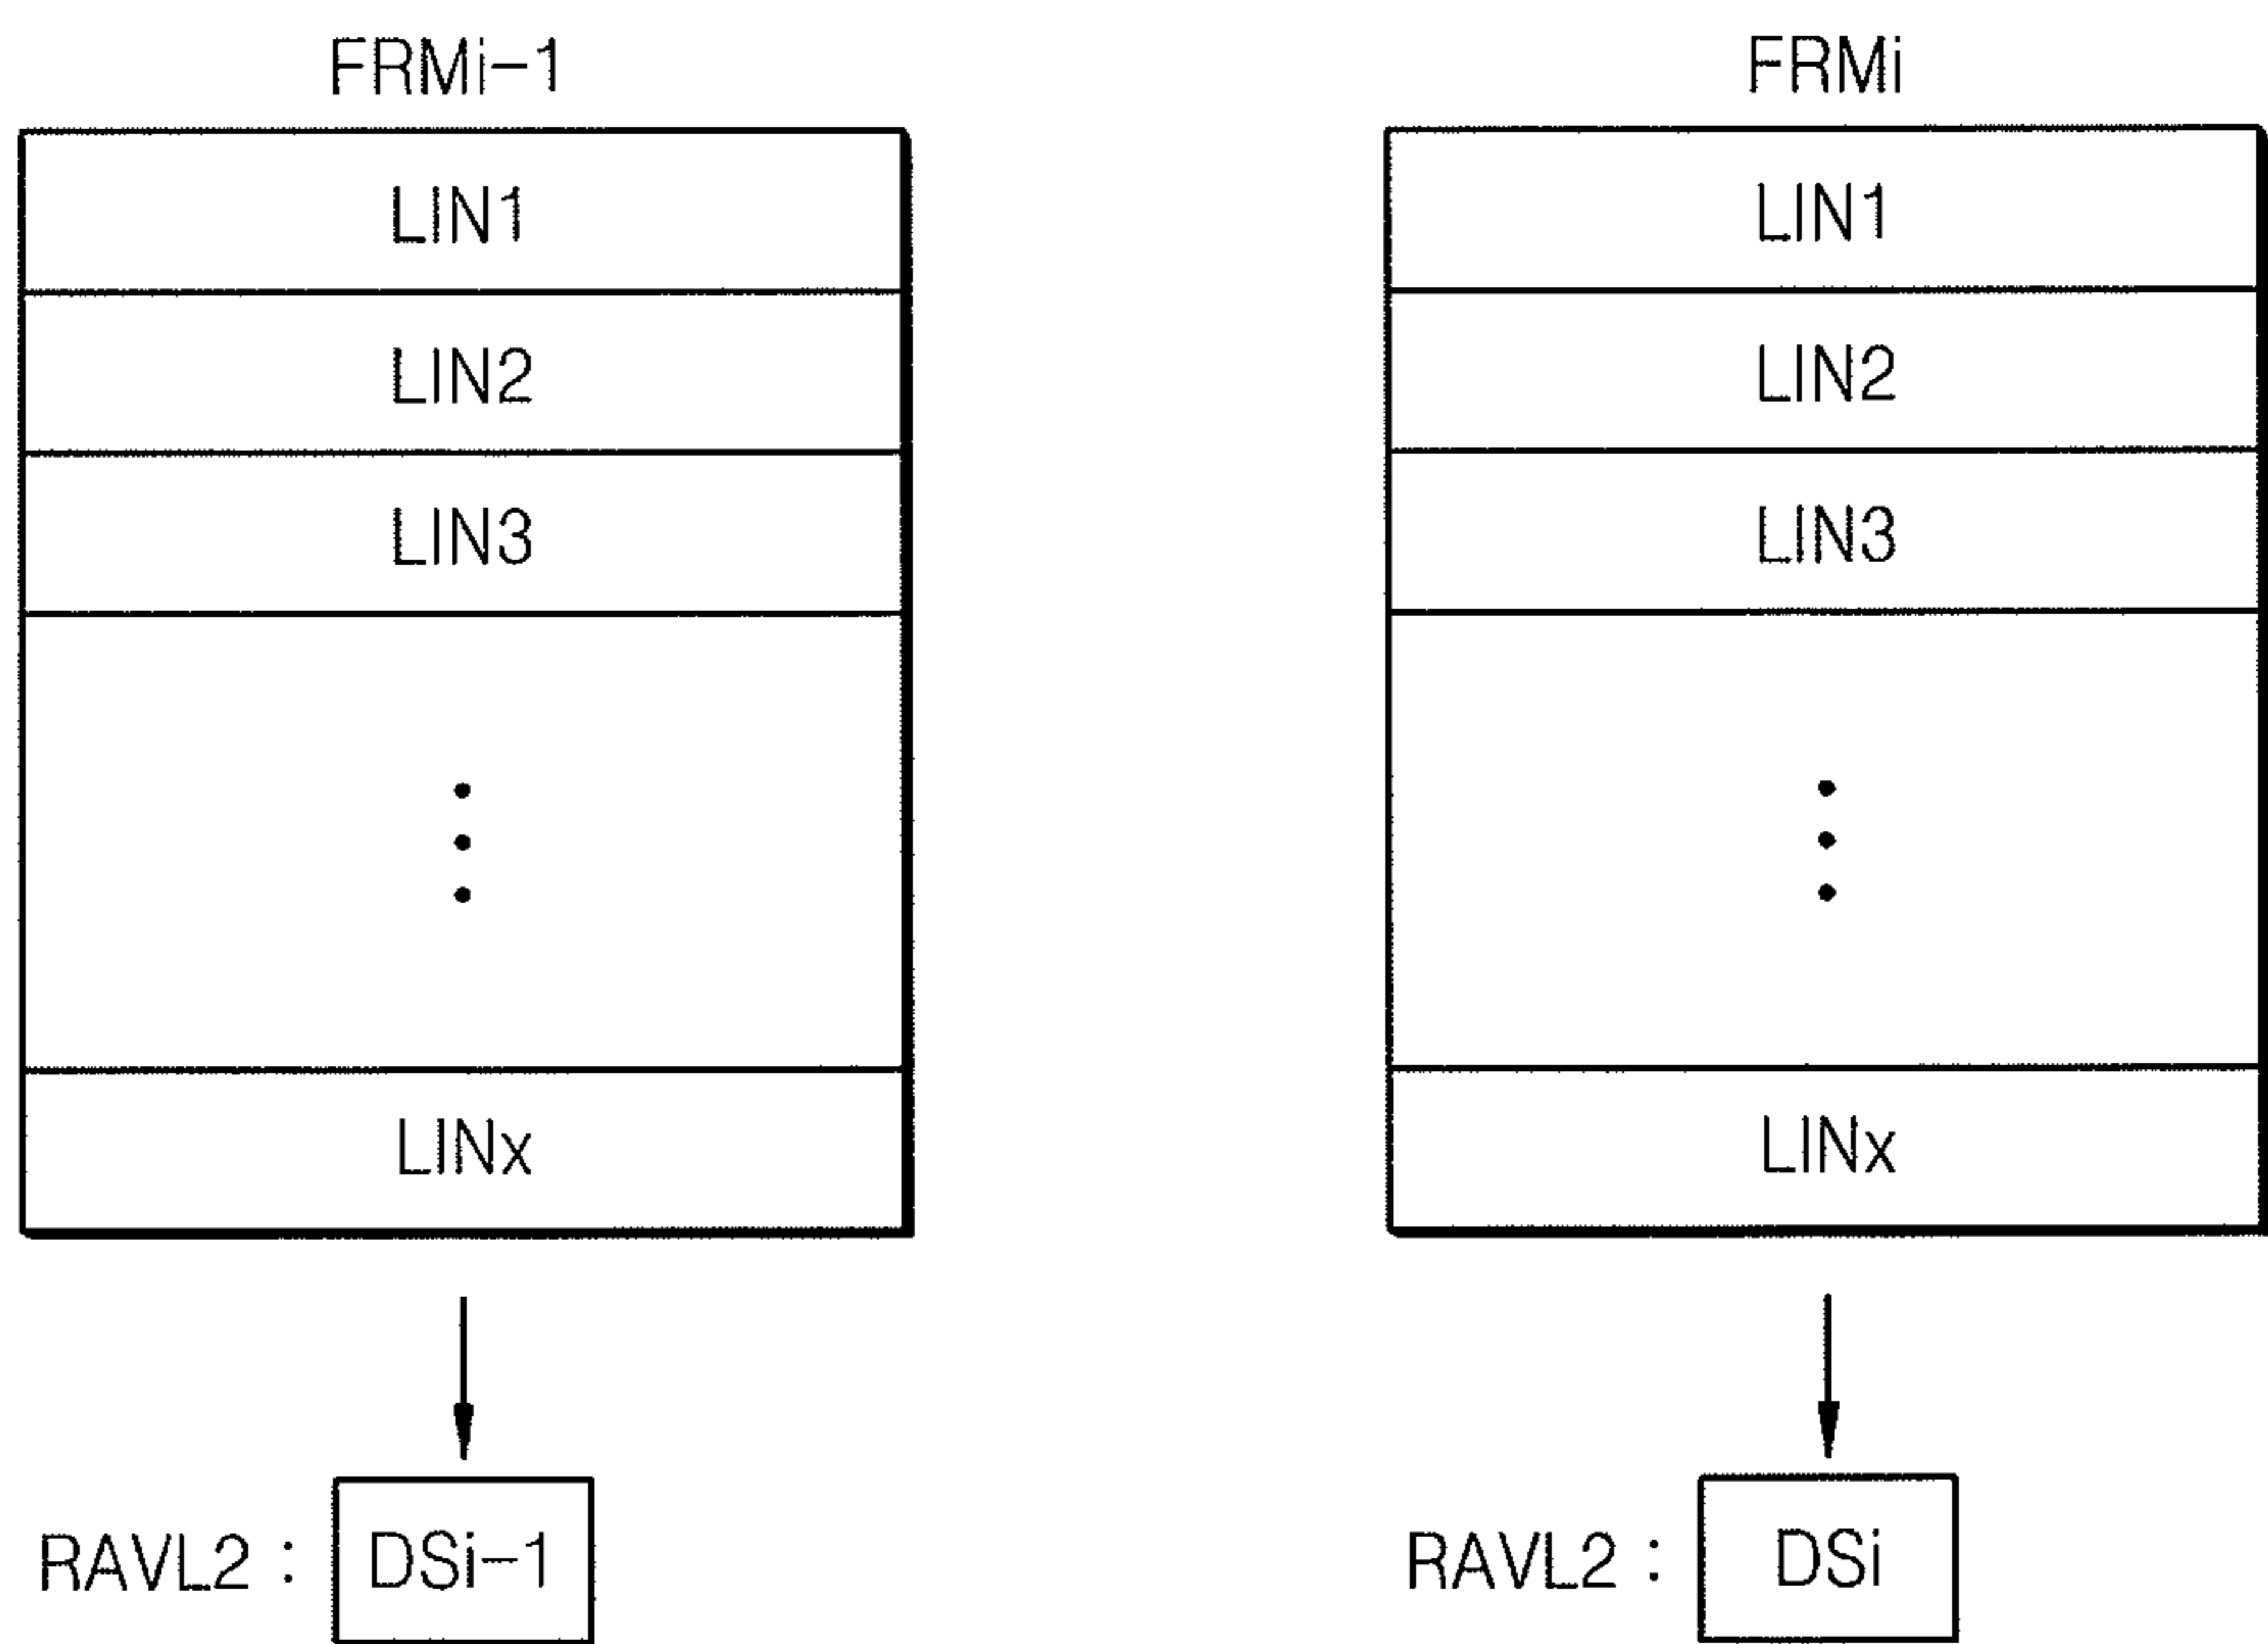 FRMi-1
LIN1
LIN2
LIN3
LINx
RAVL2 : DSi-1
FRMi
LIN1
LIN2
LIN3
LINx
RAVL2 : DSi